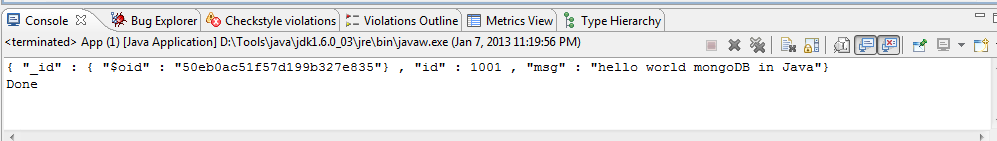 Console Bug Explorer Checkstyle violations Violations Outline Metrics View Type Hierarchy
<terminated> App (1) [Java Application] D:\Tools\java\jdk1.6.0_03\jre\bin\javaw.exe (Jan 7, 2013 11:19:56 PM)
{ "_id" : { "$oid" : "50eb0ac51f57d199b327e835"} , "id" : 1001 , "msg" : "hello world mongoDB in Java"}
Done